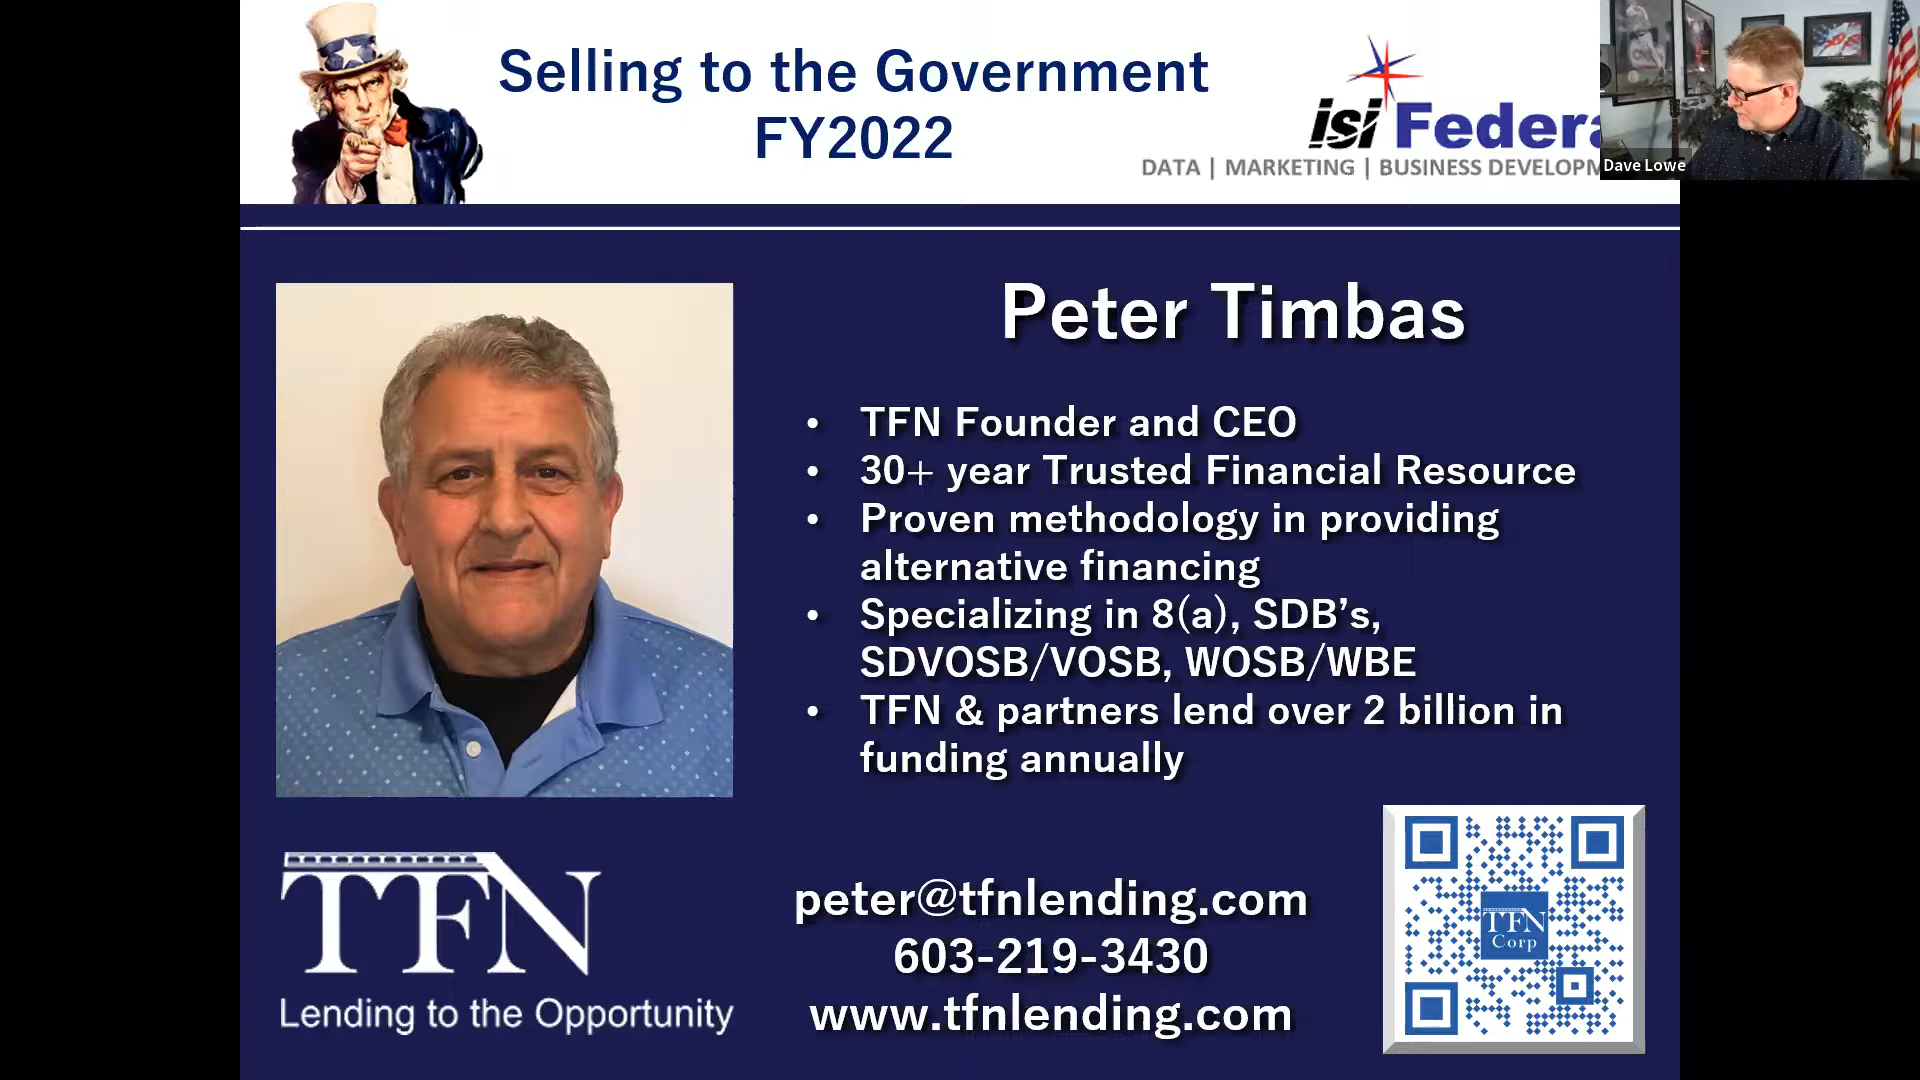 Selling to the Government
FY2022
isi Federa
DATA | MARKETING | BUSINESS DEVELOPM
Dave Lowe
Peter Timbas
• TFN Founder and CEO
• 30+ year Trusted Financial Resource
• Proven methodology in providing
alternative financing
• Specializing in 8(a), SDB’s,
SDVOSB/VOSB, WOSB/WBE
• TFN & partners lend over 2 billion in
funding annually
TFN
Lending to the Opportunity
peter@tfnlending.com
603-219-3430
www.tfnlending.com
TFN
Corp